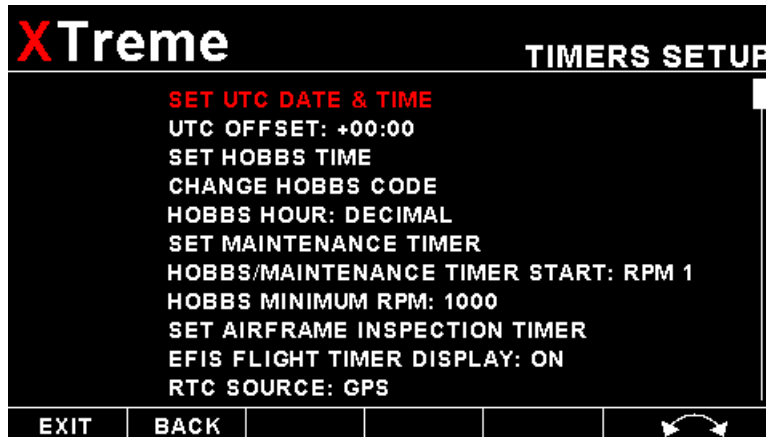 XTreme
TIMERS SETUP
SET UTC DATE & TIME
UTC OFFSET: +00:00
SET HOBBS TIME
CHANGE HOBBS CODE
HOBBS HOUR: DECIMAL
SET MAINTENANCE TIMER
HOBBS/MAINTENANCE TIMER START: RPM 1
HOBBS MINIMUM RPM: 1000
SET AIRFRAME INSPECTION TIMER
EFIS FLIGHT TIMER DISPLAY: ON
RTC SOURCE: GPS
EXIT BACK